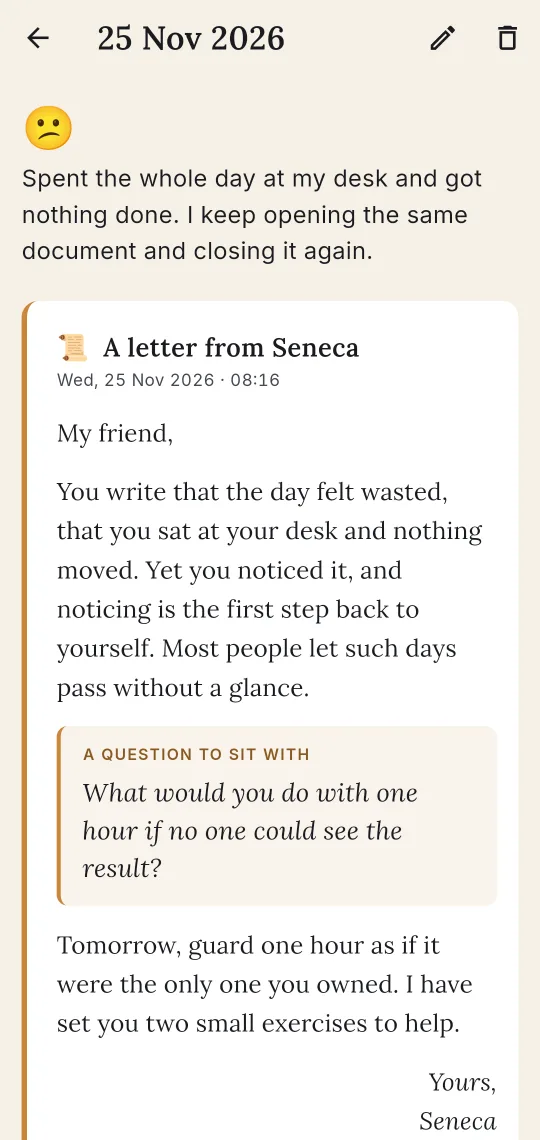 25 Nov 2026
Spent the whole day at my desk and got
nothing done. I keep opening the same
document and closing it again.
A letter from Seneca
Wed, 25 Nov 2026 · 08:16
My friend,
You write that the day felt wasted,
that you sat at your desk and nothing
moved. Yet you noticed it, and
noticing is the first step back to
yourself. Most people let such days
pass without a glance.
A QUESTION TO SIT WITH
What would you do with one
hour if no one could see the
result?
Tomorrow, guard one hour as if it
were the only one you owned. I have
set you two small exercises to help.
Yours,
Seneca